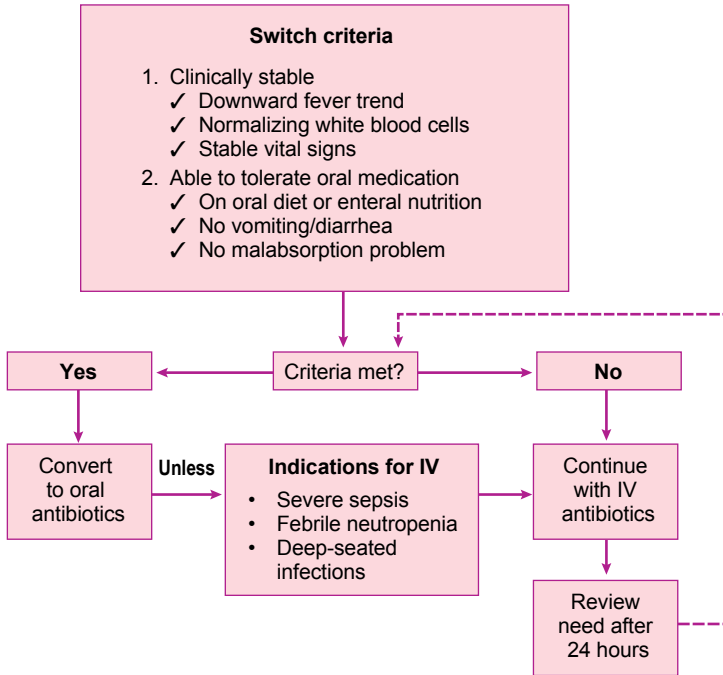 Switch criteria
1. Clinically stable
✓ Downward fever trend
✓ Normalizing white blood cells
✓ Stable vital signs
2. Able to tolerate oral medication
✓ On oral diet or enteral nutrition
✓ No vomiting/diarrhea
✓ No malabsorption problem
Yes
Criteria met?
No
Convert
to oral
antibiotics
Unless
Indications for IV
• Severe sepsis
• Febrile neutropenia
• Deep-seated
infections
Continue
with IV
antibiotics
Review
need after
24 hours